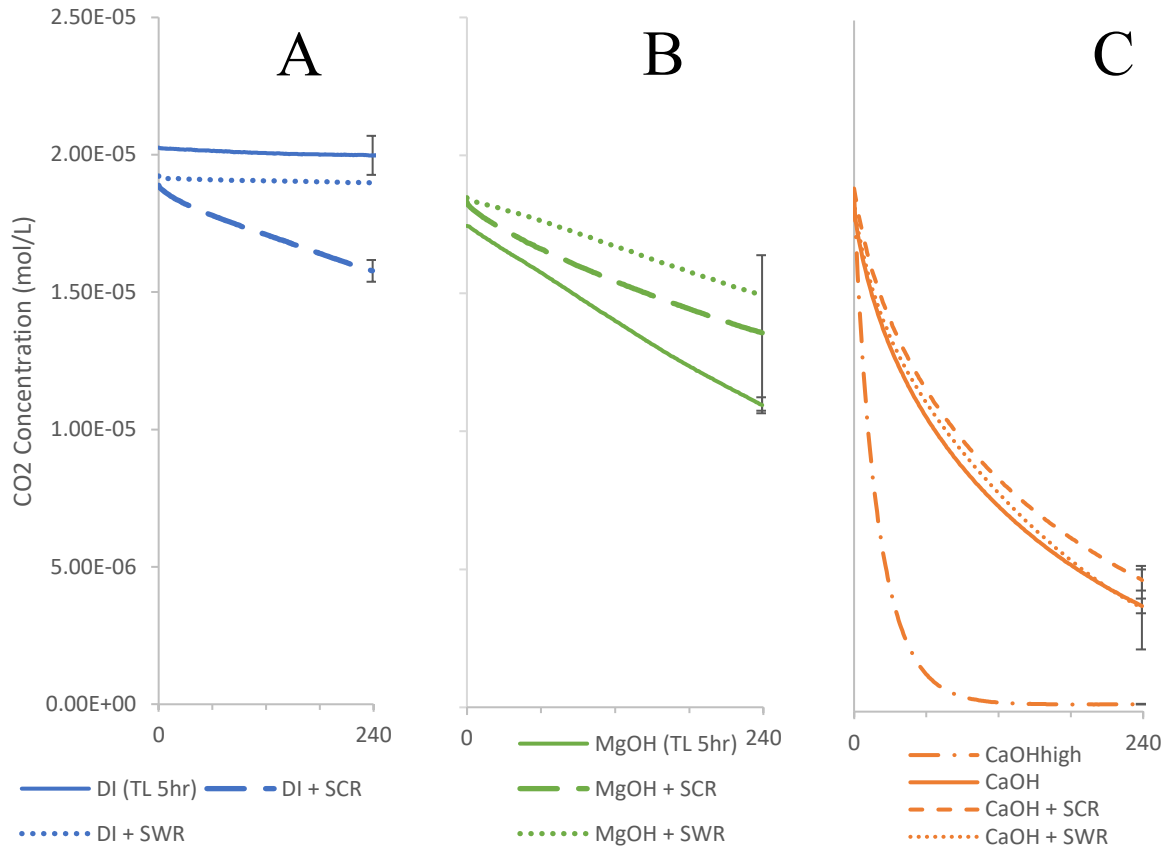 A B C
2.50E-05
2.00E-05
1.50E-05
1.00E-05
5.00E-06
0.00E+00
CO2 Concentration (mol/L)
0 240
0 240
0 240
DI (TL 5hr) DI + SCR
DI + SWR
MgOH (TL 5hr)
MgOH + SCR
MgOH + SWR
CaOHhigh
CaOH
CaOH + SCR
CaOH + SWR